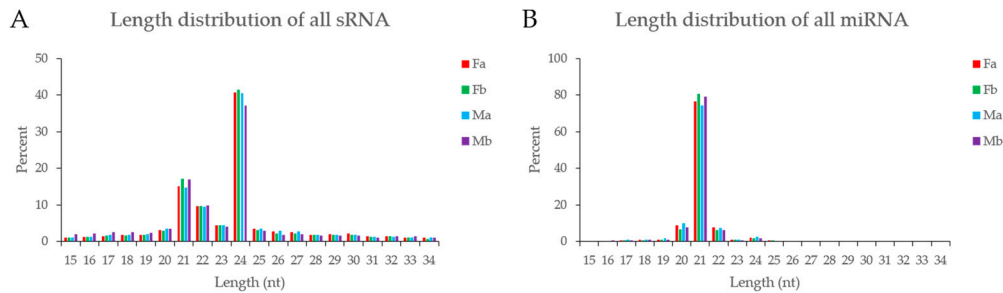 A
Length distribution of all sRNA
50
40
30
20
10
0
Percent
15 16 17 18 19 20 21 22 23 24 25 26 27 28 29 30 31 32 33 34
Length (nt)
Fa
Fb
Ma
Mb
B
Length distribution of all miRNA
100
80
60
40
20
0
Percent
15 16 17 18 19 20 21 22 23 24 25 26 27 28 29 30 31 32 33 34
Length (nt)
Fa
Fb
Ma
Mb